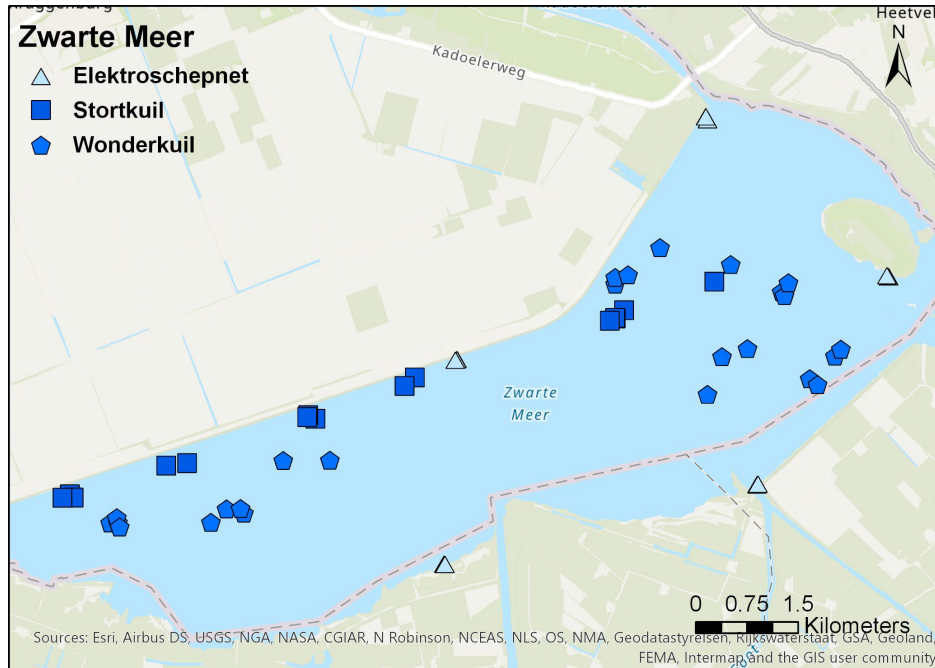 Kraggenburg
Heetvel
Zwarte Meer
N
Elektroschepnet
Kadoelerweg
Stortkuil
Wonderkuil
Zwarte
Meer
0 0.75 1.5
Kilometers
Sources: Esri, Airbus DS, USGS, NGA, NASA, CGIAR, N Robinson, NCEAS, NLS, OS, NMA, Geodatastyrelsen, Rijkswaterstaat, GSA, Geoland,
FEMA, Intermap and the GIS user community